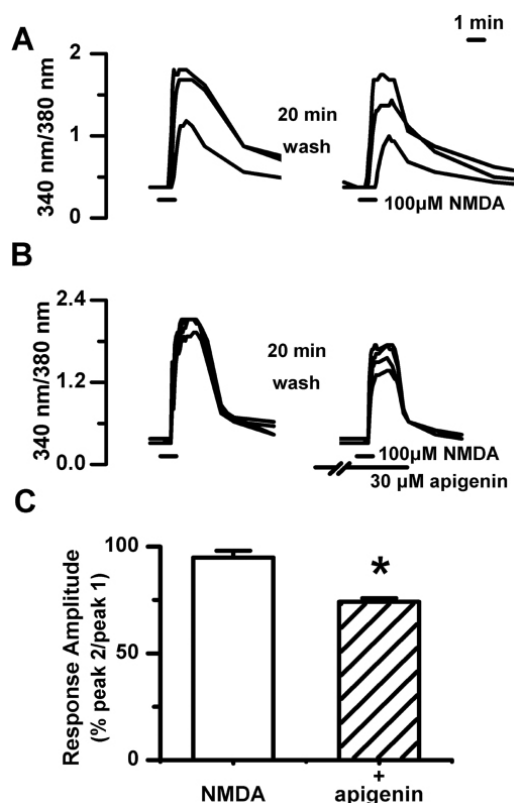 A
1 min
2
1
0
340 nm/380 nm
20 min
wash
100µM NMDA
B
2.4
1.2
0.0
340 nm/380 nm
20 min
wash
100µM NMDA
30 µM apigenin
C
100
50
0
Response Amplitude
(% peak 2/peak 1)
*
NMDA
+
apigenin